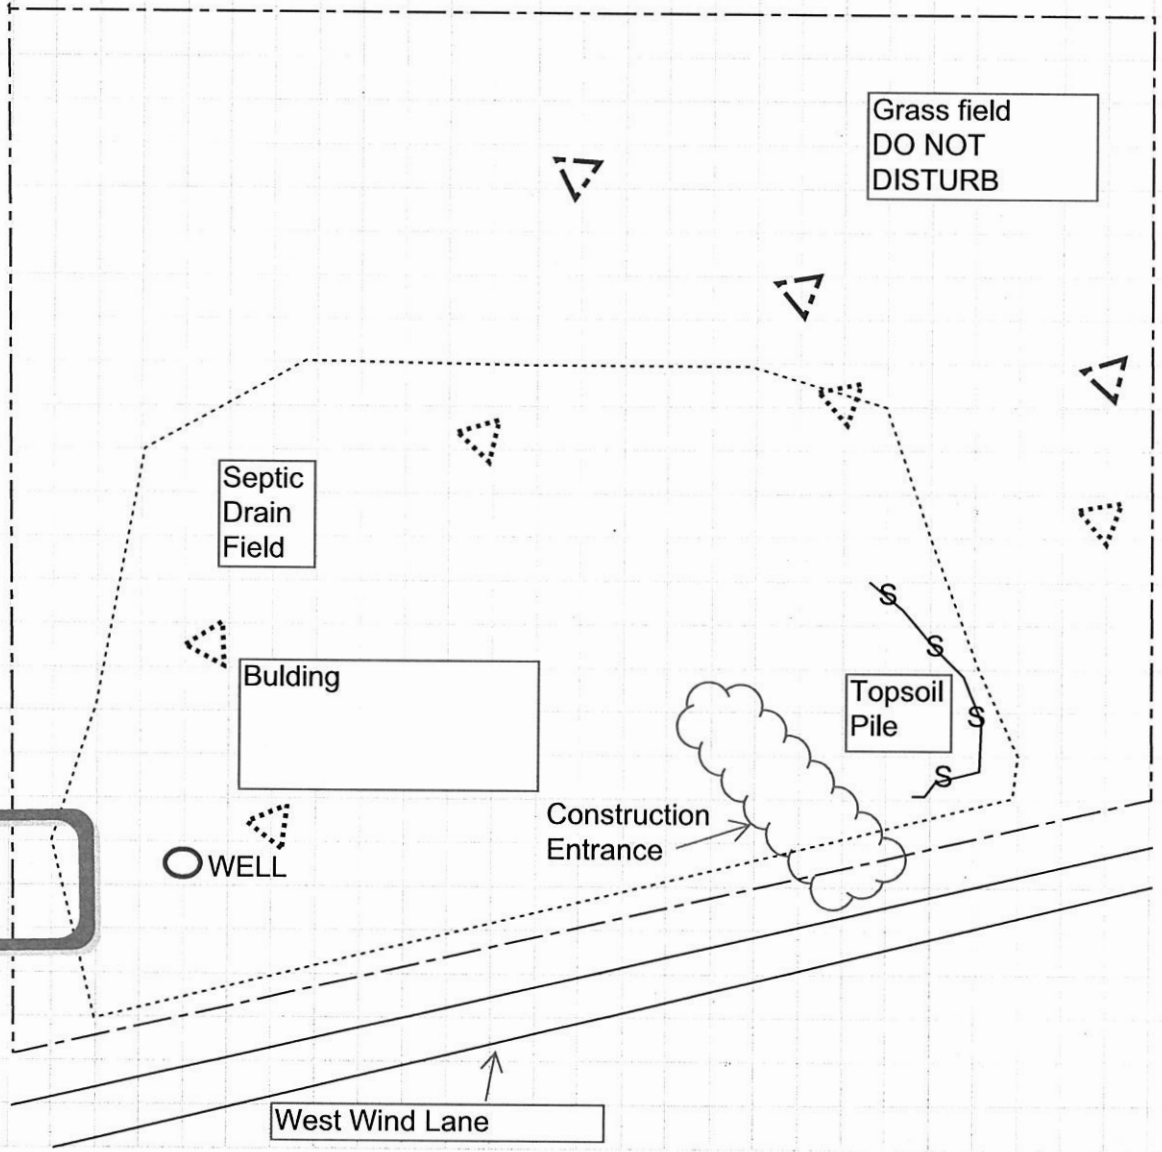 Grass field
DO NOT
DISTURB
Septic
Drain
Field
Bulding
S
S
Topsoil
Pile
S
S
Construction
Entrance
WELL
West Wind Lane